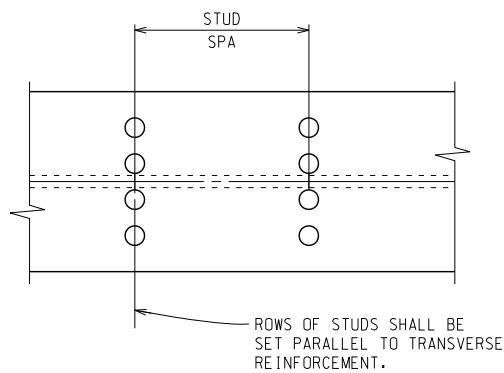 STUD
SPA
ROWS OF STUDS SHALL BE
SET PARALLEL TO TRANSVERSE
REINFORCEMENT.